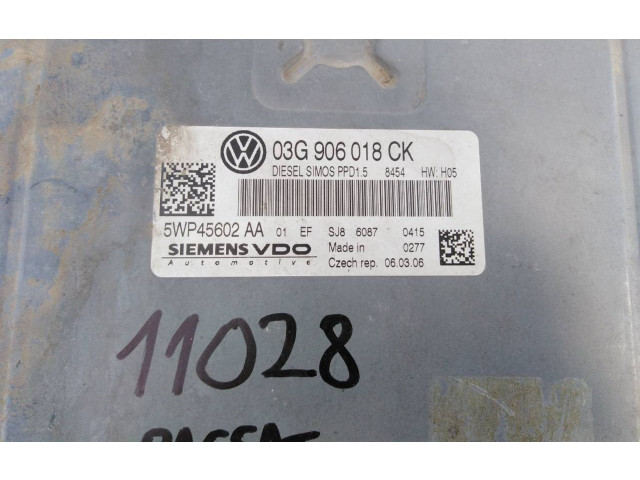 03G 906 018 CK
DIESEL SIMOS PPD1.5 8454 HW: H05
5WP45602 AA 01 EF SJ8 6087 0415
SIEMENS VDO Made in 0277
Automotive Czech rep. 06.03.06
11028